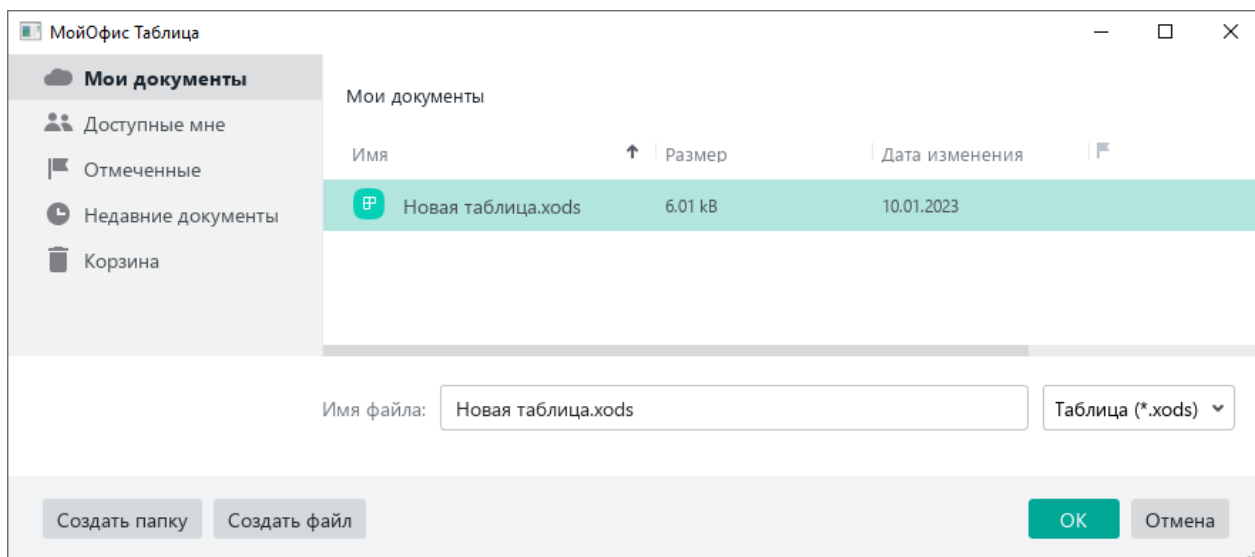 МойОфис Таблица
Мои документы
Доступные мне
Отмеченные
Недавние документы
Корзина
Мои документы
Имя Размер Дата изменения
Новая таблица.xods 6.01 kB 10.01.2023
Имя файла: Новая таблица.xods Таблица (*.xods)
Создать папку Создать файл OK Отмена